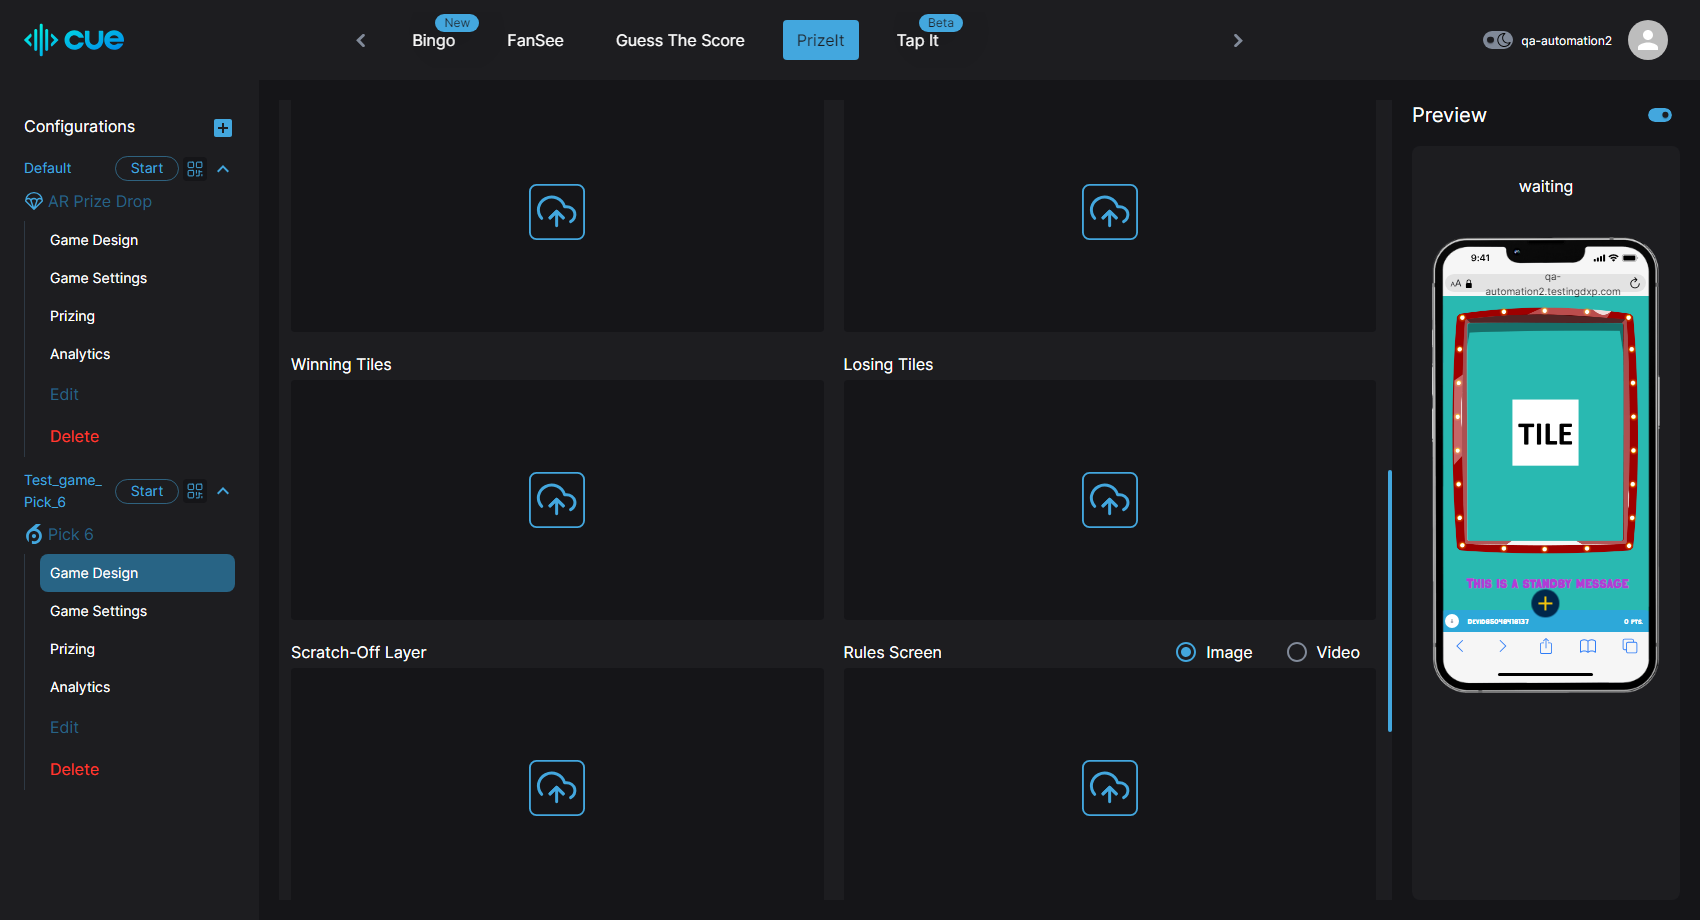 cue
New
Bingo
FanSee
Guess The Score
PrizeIt
Beta
Tap It
qa-automation2
Configurations
Default
Start
AR Prize Drop
Game Design
Game Settings
Prizing
Analytics
Edit
Delete
Test_game_
Pick_6
Start
Pick 6
Game Design
Game Settings
Prizing
Analytics
Edit
Delete
Winning Tiles
Losing Tiles
Scratch-Off Layer
Rules Screen
Image
Video
Preview
waiting
9:41
AA
qa-
automation2.testingdxp.com
TILE
THIS IS A STANDBY MESSAGE
0 PTS.